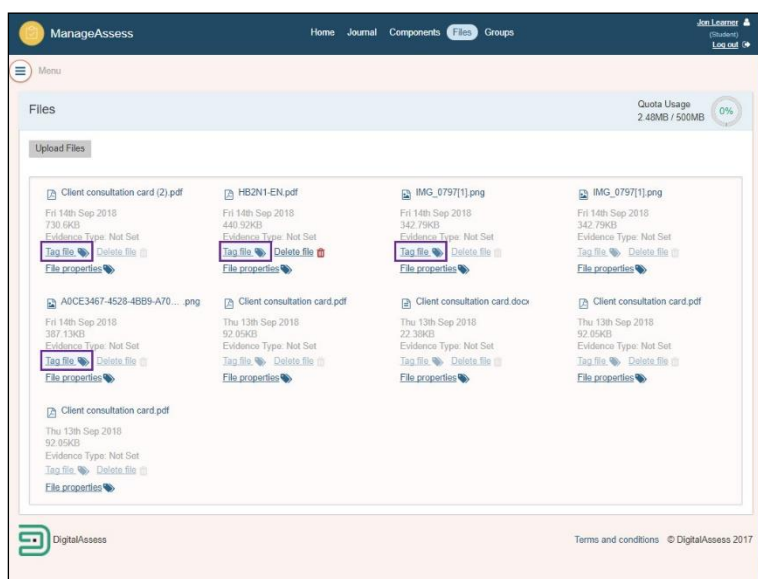 ManageAssess
Home Journal Components Files Groups
Jon Learner
(Student)
Log out
Menu
Files
Quota Usage
2.48MB / 500MB
0%
Upload Files
Client consultation card (2).pdf
Fri 14th Sep 2018
730.6KB
Evidence Type: Not Set
Tag file Delete file
File properties
HB2N1-EN.pdf
Fri 14th Sep 2018
440.92KB
Evidence Type: Not Set
Tag file Delete file
File properties
IMG_0797[1].png
Fri 14th Sep 2018
342.79KB
Evidence Type: Not Set
Tag file Delete file
File properties
IMG_0797[1].png
Fri 14th Sep 2018
342.79KB
Evidence Type: Not Set
Tag file Delete file
File properties
A0CE3467-4528-4BB9-A70... .png
Fri 14th Sep 2018
387.13KB
Evidence Type: Not Set
Tag file Delete file
File properties
Client consultation card.pdf
Thu 13th Sep 2018
92.05KB
Evidence Type: Not Set
Tag file Delete file
File properties
Client consultation card.docx
Thu 13th Sep 2018
22.38KB
Evidence Type: Not Set
Tag file Delete file
File properties
Client consultation card.pdf
Thu 13th Sep 2018
92.05KB
Evidence Type: Not Set
Tag file Delete file
File properties
Client consultation card.pdf
Thu 13th Sep 2018
92.05KB
Evidence Type: Not Set
Tag file Delete file
File properties
DigitalAssess
Terms and conditions © DigitalAssess 2017